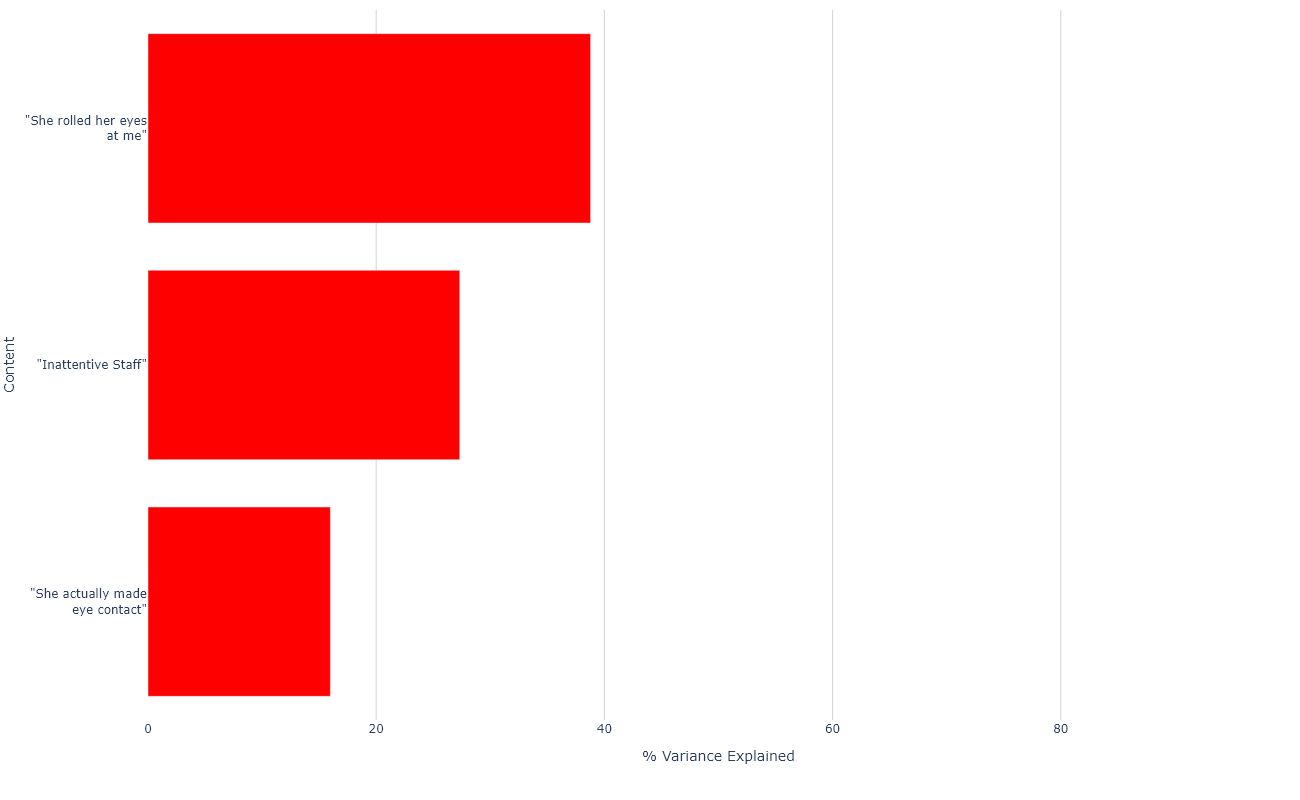 "She rolled her eyes
at me"
"Inattentive Staff"
Content
"She actually made
eye contact"
0
20
40
60
80
% Variance Explained